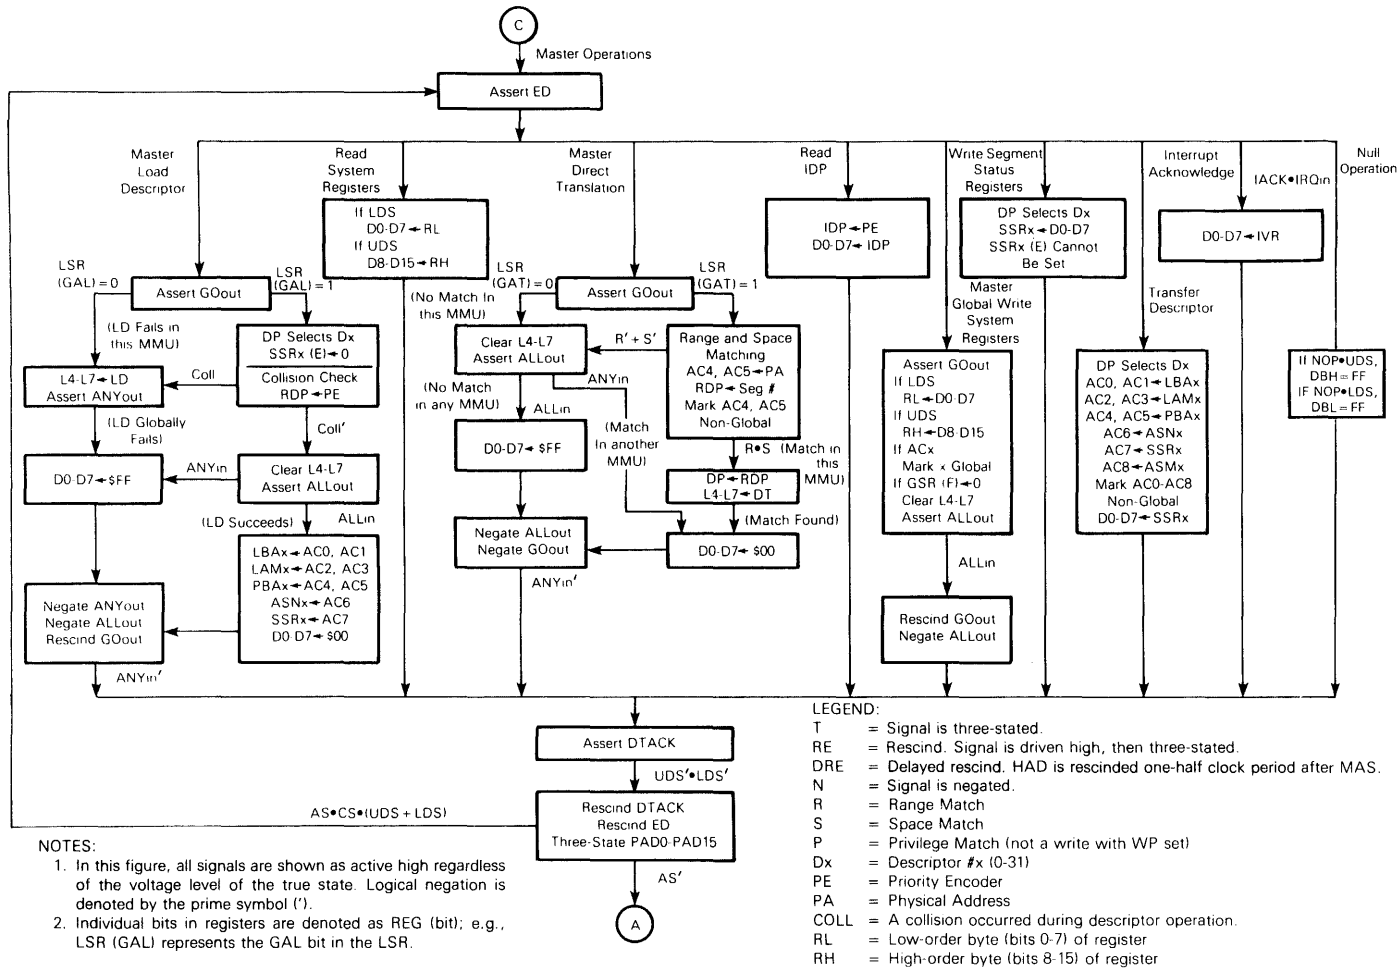 C
Master Operations
Assert ED
Master
Load
Descriptor
Read
System
Registers
Master
Direct
Translation
Read
IDP
Write Segment
Status
Registers
Interrupt
Acknowledge
IACK•IRQin
Null
Operation
If LDS
D0-D7←RL
If UDS
D8-D15←RH
IDP←PE
D0-D7←IDP
DP Selects Dx
SSRx←D0-D7
SSRx (E) Cannot
Be Set
D0-D7←IVR
LSR
(GAL)=0
Assert GOout
LSR
(GAL)=1
LSR
(GAT)=0
Assert GOout
LSR
(GAT)=1
(No Match In
this MMU)
Master
Global Write
System
Registers
Transfer
Descriptor
(LD Fails in
this MMU)
DP Selects Dx
SSRx (E)←0
Collision Check
RDP←PE
Coll
L4-L7←LD
Assert ANYout
Clear L4-L7
Assert ALLout
R' + S'
Range and Space
Matching
AC4, AC5←PA
RDP←Seg #
Mark AC4, AC5
Non-Global
Assert GOout
If LDS
RL←D0-D7
If UDS
RH←D8-D15
If ACx
Mark x Global
If GSR (F)←0
Clear L4-L7
Assert ALLout
DP Selects Dx
AC0, AC1←LBAx
AC2, AC3←LAMx
AC4, AC5←PBAx
AC6←ASNx
AC7←SSRx
AC8←ASMx
Mark AC0-AC8
Non-Global
D0-D7←SSRx
If NOP•UDS,
DBH=FF
IF NOP•LDS,
DBL=FF
(No Match
in any MMU)
ANYin
ALLin
(LD Globally
Fails)
Coll'
(Match
In another
MMU)
R•S
(Match in
this
MMU)
D0-D7←$FF
ANYin
Clear L4-L7
Assert ALLout
D0-D7←$FF
DP←RDP
L4-L7←DT
(LD Succeeds)
ALLin
(Match Found)
Negate ALLout
Negate GOout
D0-D7←$00
ANYin'
LBAx←AC0, AC1
LAMx←AC2, AC3
PBAx←AC4, AC5
ASNx←AC6
SSRx←AC7
D0-D7←$00
ALLin
Negate ANYout
Negate ALLout
Rescind GOout
Rescind GOout
Negate ALLout
ANYin'
Assert DTACK
UDS'•LDS'
AS•CS•(UDS + LDS)
Rescind DTACK
Rescind ED
Three-State PAD0-PAD15
AS'
A
NOTES:
1. In this figure, all signals are shown as active high regardless
of the voltage level of the true state. Logical negation is
denoted by the prime symbol (').
2. Individual bits in registers are denoted as REG (bit); e.g.,
LSR (GAL) represents the GAL bit in the LSR.
LEGEND:
T = Signal is three-stated.
RE = Rescind. Signal is driven high, then three-stated.
DRE = Delayed rescind. HAD is rescinded one-half clock period after MAS.
N = Signal is negated.
R = Range Match
S = Space Match
P = Privilege Match (not a write with WP set)
Dx = Descriptor #x (0-31)
PE = Priority Encoder
PA = Physical Address
COLL = A collision occurred during descriptor operation.
RL = Low-order byte (bits 0-7) of register
RH = High-order byte (bits 8-15) of register